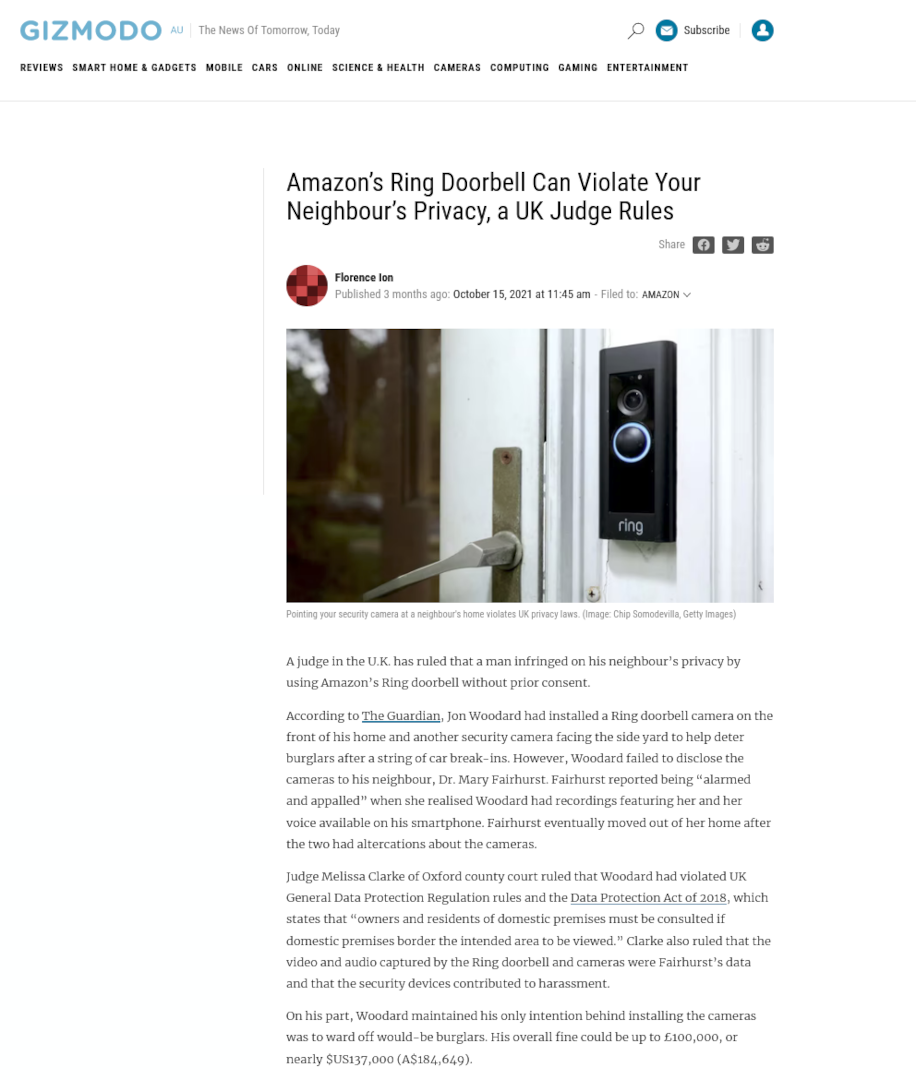 GIZMODO AU The News Of Tomorrow, Today Subscribe
REVIEWS SMART HOME & GADGETS MOBILE CARS ONLINE SCIENCE & HEALTH CAMERAS COMPUTING GAMING ENTERTAINMENT
Amazon’s Ring Doorbell Can Violate Your
Neighbour’s Privacy, a UK Judge Rules
Share
Florence Ion
Published 3 months ago: October 15, 2021 at 11:45 am - Filed to: AMAZON
ring
Pointing your security camera at a neighbour's home violates UK privacy laws. (Image: Chip Somodevilla, Getty Images)
A judge in the U.K. has ruled that a man infringed on his neighbour’s privacy by
using Amazon’s Ring doorbell without prior consent.
According to The Guardian, Jon Woodard had installed a Ring doorbell camera on the
front of his home and another security camera facing the side yard to help deter
burglars after a string of car break-ins. However, Woodard failed to disclose the
cameras to his neighbour, Dr. Mary Fairhurst. Fairhurst reported being “alarmed
and appalled” when she realised Woodard had recordings featuring her and her
voice available on his smartphone. Fairhurst eventually moved out of her home after
the two had altercations about the cameras.
Judge Melissa Clarke of Oxford county court ruled that Woodard had violated UK
General Data Protection Regulation rules and the Data Protection Act of 2018, which
states that “owners and residents of domestic premises must be consulted if
domestic premises border the intended area to be viewed.” Clarke also ruled that the
video and audio captured by the Ring doorbell and cameras were Fairhurst’s data
and that the security devices contributed to harassment.
On his part, Woodard maintained his only intention behind installing the cameras
was to ward off would-be burglars. His overall fine could be up to £100,000, or
nearly $US137,000 (A$184,649).